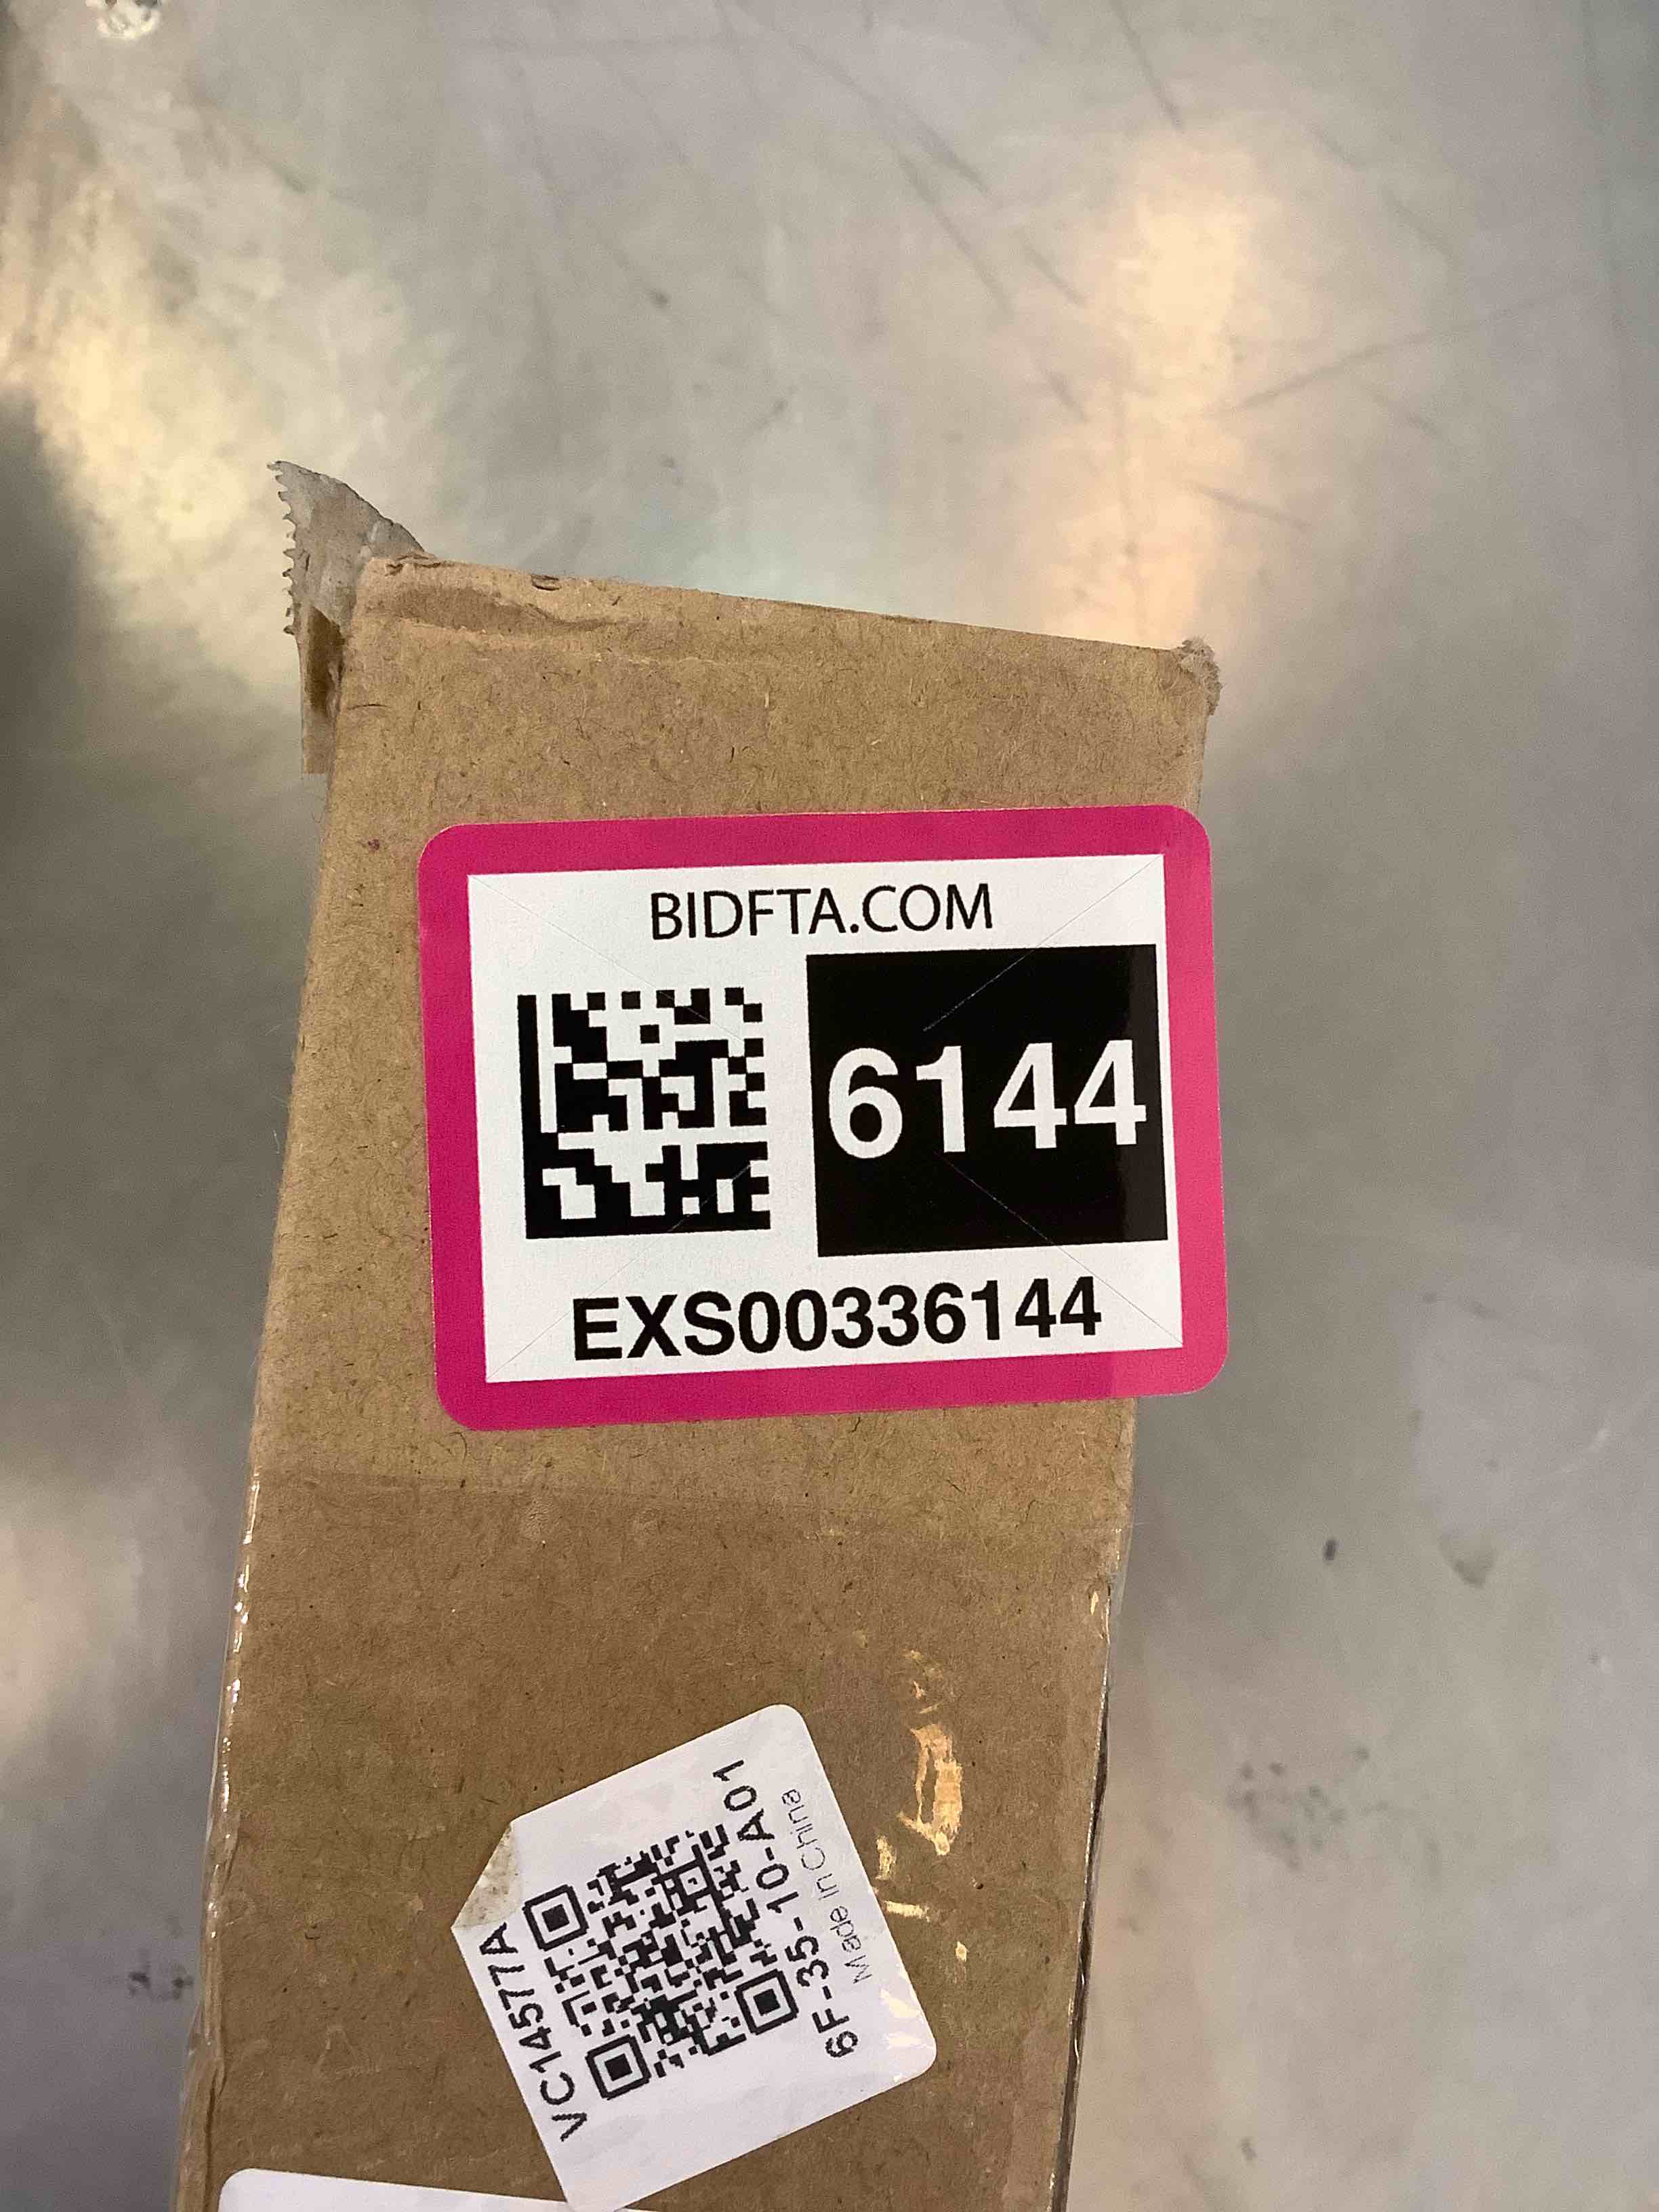 BIDFTA.COM
6144
EXS00336144
VC14577A
6F-35-10-A01
Made in China